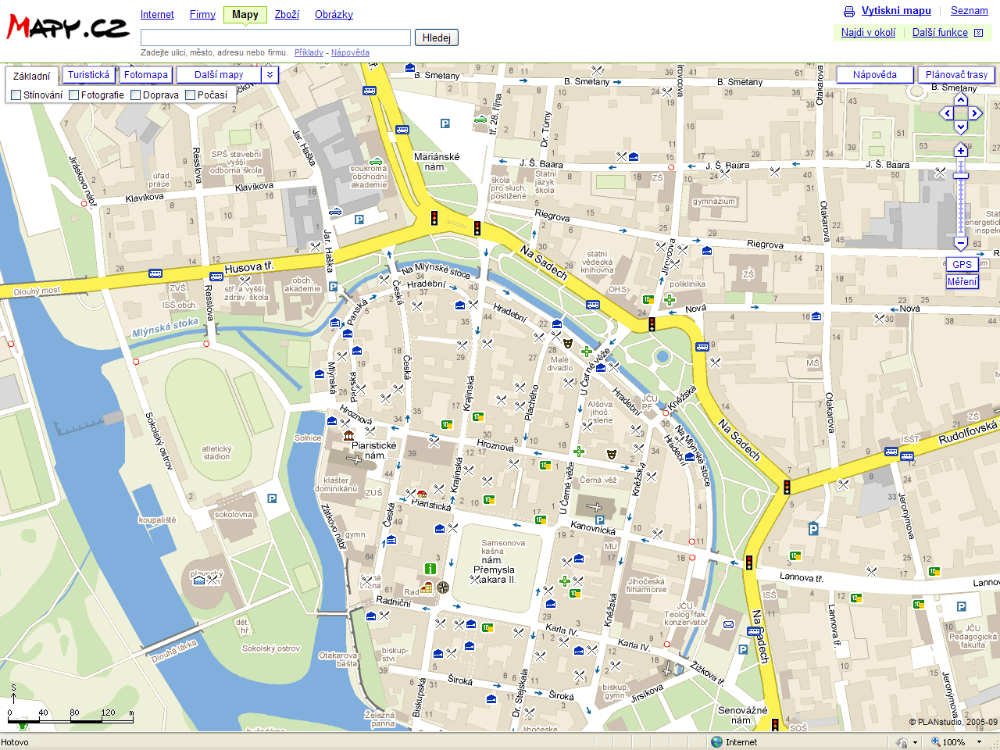 MAPY.CZ
Internet Firmy Mapy Zboží Obrázky
Vytiskni mapu Seznam
Hledej
Najdi v okolí Další funkce
Zadejte ulici, město, adresu nebo firmu. Příklady - Nápověda
Základní Turistická Fotomapa Další mapy
Nápověda Plánovač trasy
Stínování Fotografie Doprava Počasí
GPS
Měření
B. Smetany
B. Smetany
B. Smetany
B. Smetany
Otakarova
tř. 28. října
Dr. Tůmy
Jírovcova
Jar. Haška
Mariánské
nám.
SPŠ stavební
vyšší
odborná škola
Resslova
Jiráskovo nábř.
úřad
práce
Klavíkova
Klavíkova
soukromá
obchodní
akademie
J. Š. Baara
J. Š. Baara
J. Š. Baara
Státní
jazyk.
škola
škola
pro sluch.
postižené
ZŠ
gymnázium
Otakarova
Riegrova
Riegrova
Riegrova
Jar. Haška
Husova tř.
Dlouhý most
Na Sadech
státní
vědecká
knihovna
OHS
Jírovcova
poliklinika
ZŠ
Nová
Nová
obch.
akademie
ZVŠ
ISŠ obch.
stř. a vyšší
zdrav. škola
Resslova
Mlýnská stoka
Na Mlýnské stoce
Hradební
Hradební
Česká
Panská
Malé
divadlo
U Černé věže
MŠ
Mlýnská
Panská
Česká
Krajinská
Plachého
Alšova
jihoč.
galerie
Hradební
JČU
PF
Kněžská
Otakarova
Na Sadech
ZŠ
Rudolfovská
ISŠT
Sokolský ostrov
Solnice
Hroznová
Hroznová
Piaristické
nám.
atletický
stadion
klášter
dominikánů
ZUŠ
Krajinská
Na Mlýnské stoce
Hradební
U Černé věže
Černá věž
Kněžská
Piaristická
Kanovnická
Česká
Zátkovo nábř
gymn.
koupaliště
sokolovna
Jeronýmova
Samsonova
kašna
nám.
Přemysla
Otakara II.
MÚ
Jihočeská
filharmonie
Lannova tř.
Lannova
ISŠ
plavecký
Radniční
JČU
Teolog. fak.
konzervatoř
Lannova tř.
Na Sadech
JČU
Pedagogická
fakulta
Karla IV.
Karla IV.
Kněžská
dět.
hř.
Dlouhá lávka
Sokolský ostrov
Otakarova
bašta
biskup-
ství
Žižkova tř.
Široká
Široká
Biskupská
Dr. Stejskala
biskup.
gymn.
Jirsíkova
Jeronýmova
Senovážné
nám.
Železná
panna
Jihočeské
SOŠ
S
0 40 80 120 m
© PLANstudio, 2005-09
Hotovo Internet 100%